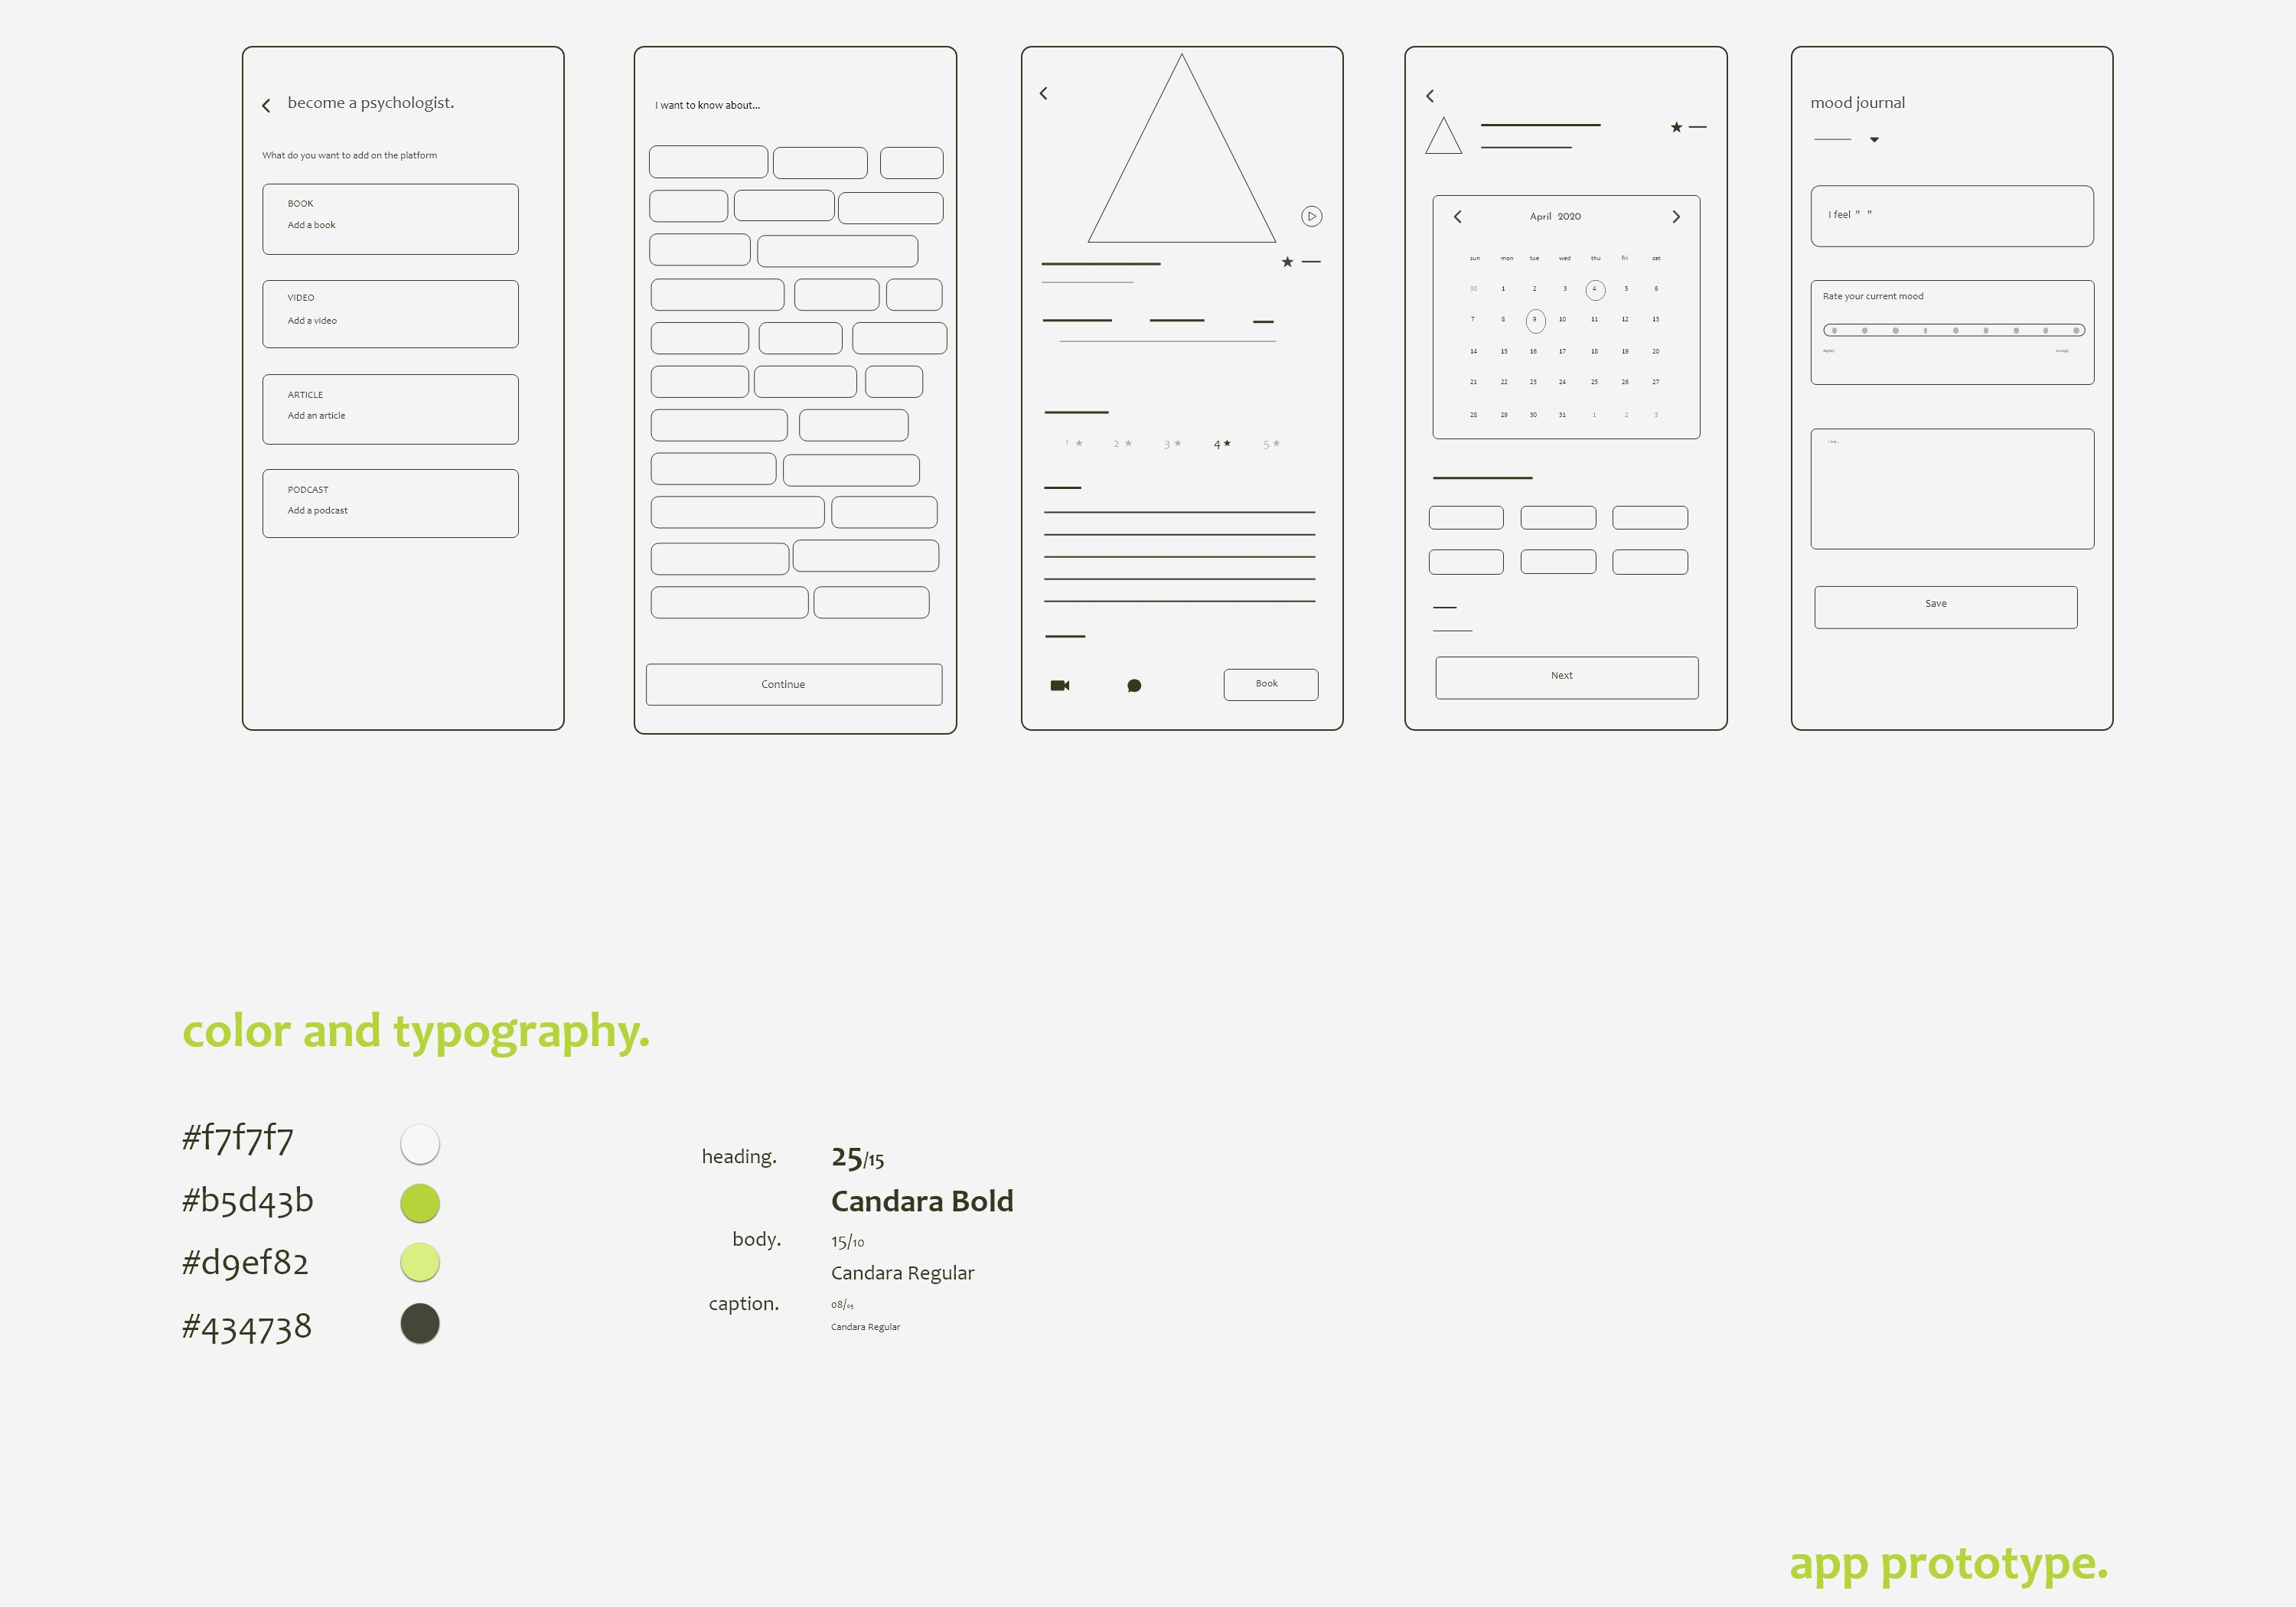 become a psychologist.
What do you want to add on the platform
BOOK
Add a book
VIDEO
Add a video
ARTICLE
Add an article
PODCAST
Add a podcast
I want to know about...
Continue
1 2 3 4 5
Book
April 2020
sun mon tue wed thu fri sat
30 1 2 3 4 5 6
7 8 9 10 11 12 13
14 15 16 17 18 19 20
21 22 23 24 25 26 27
28 29 30 31 1 2 3
Next
mood journal
I feel " "
Rate your current mood
Save
color and typography.
#f7f7f7
#b5d43b
#d9ef82
#434738
heading. 25/15
Candara Bold
body. 15/10
Candara Regular
caption. 08/05
Candara Regular
app prototype.